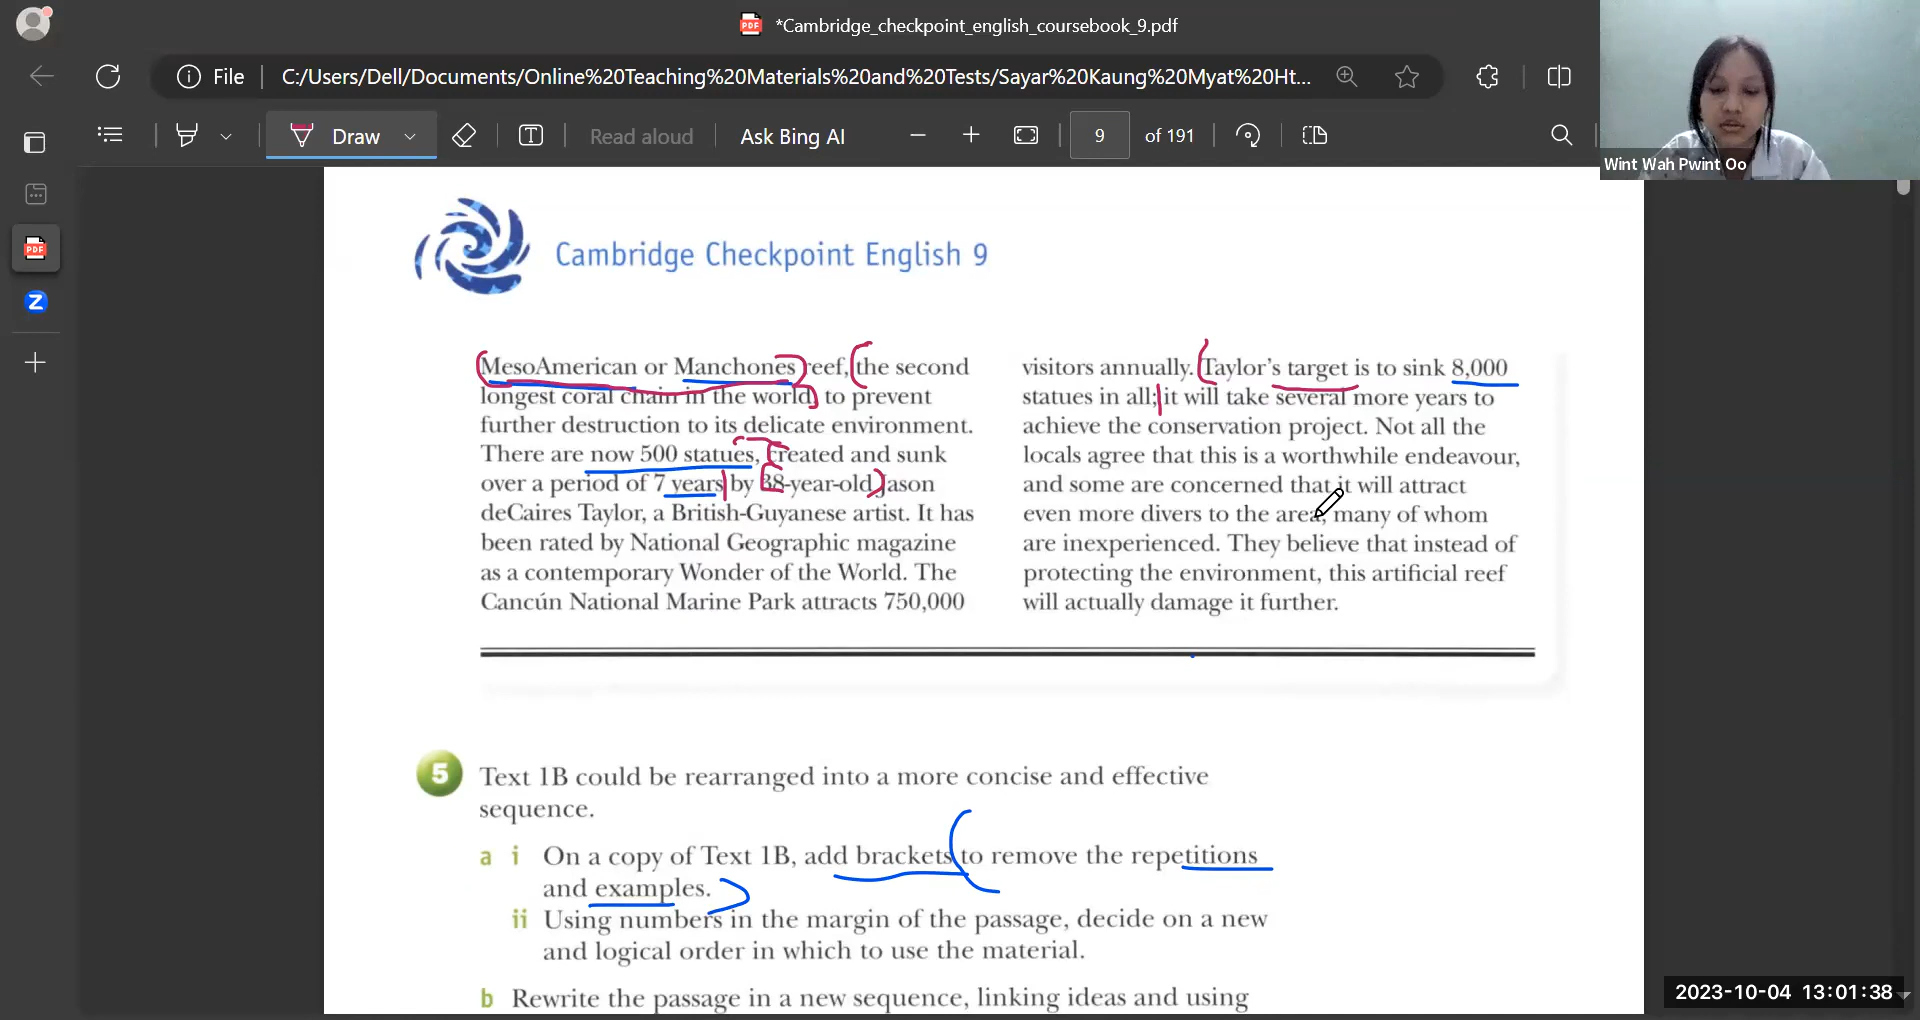 *Cambridge_checkpoint_english_coursebook_9.pdf
File
C:/Users/Dell/Documents/Online%20Teaching%20Materials%20and%20Tests/Sayar%20Kaung%20Myat%20Ht...
Draw
Read aloud
Ask Bing AI
9
of 191
Wint Wah Pwint Oo
Cambridge Checkpoint English 9
MesoAmerican or Manchones reef, the second
longest coral chain in the world, to prevent
further destruction to its delicate environment.
There are now 500 statues, created and sunk
over a period of 7 years by 38-year-old Jason
deCaires Taylor, a British-Guyanese artist. It has
been rated by National Geographic magazine
as a contemporary Wonder of the World. The
Cancún National Marine Park attracts 750,000
visitors annually. Taylor's target is to sink 8,000
statues in all; it will take several more years to
achieve the conservation project. Not all the
locals agree that this is a worthwhile endeavour,
and some are concerned that it will attract
even more divers to the area, many of whom
are inexperienced. They believe that instead of
protecting the environment, this artificial reef
will actually damage it further.
5 Text 1B could be rearranged into a more concise and effective
sequence.
a i On a copy of Text 1B, add brackets to remove the repetitions
and examples.
ii Using numbers in the margin of the passage, decide on a new
and logical order in which to use the material.
b Rewrite the passage in a new sequence, linking ideas and using
2023-10-04 13:01:38